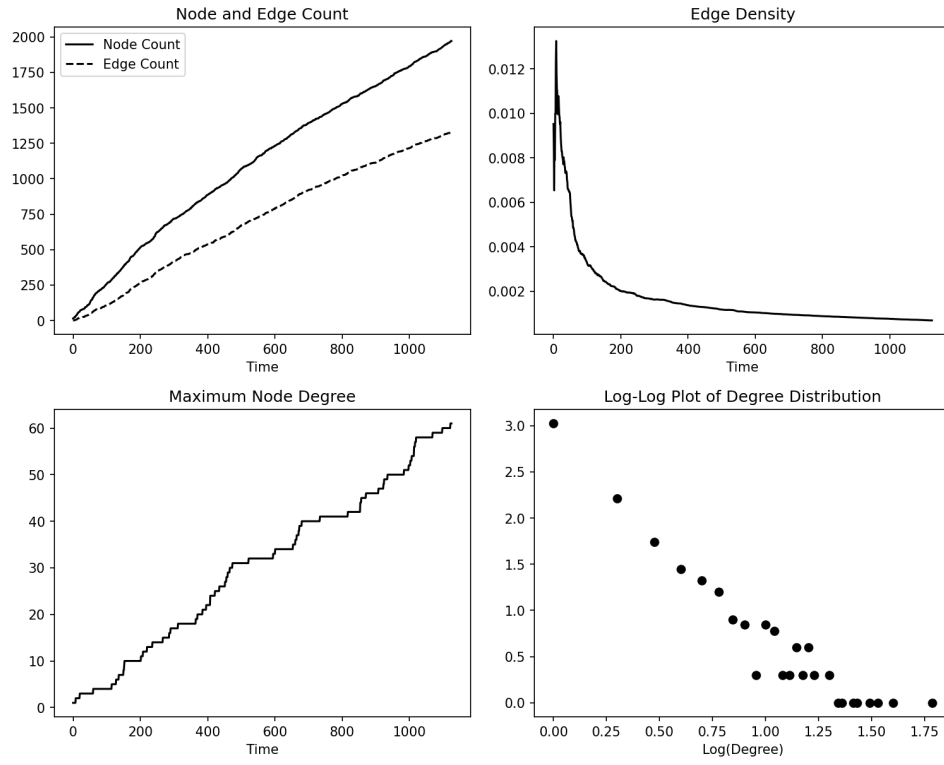 Node and Edge Count
Node Count
Edge Count
2000
1750
1500
1250
1000
750
500
250
0
0 200 400 600 800 1000
Time
Edge Density
0.012
0.010
0.008
0.006
0.004
0.002
0 200 400 600 800 1000
Time
Maximum Node Degree
60
50
40
30
20
10
0
0 200 400 600 800 1000
Time
Log-Log Plot of Degree Distribution
3.0
2.5
2.0
1.5
1.0
0.5
0.0
0.00 0.25 0.50 0.75 1.00 1.25 1.50 1.75
Log(Degree)